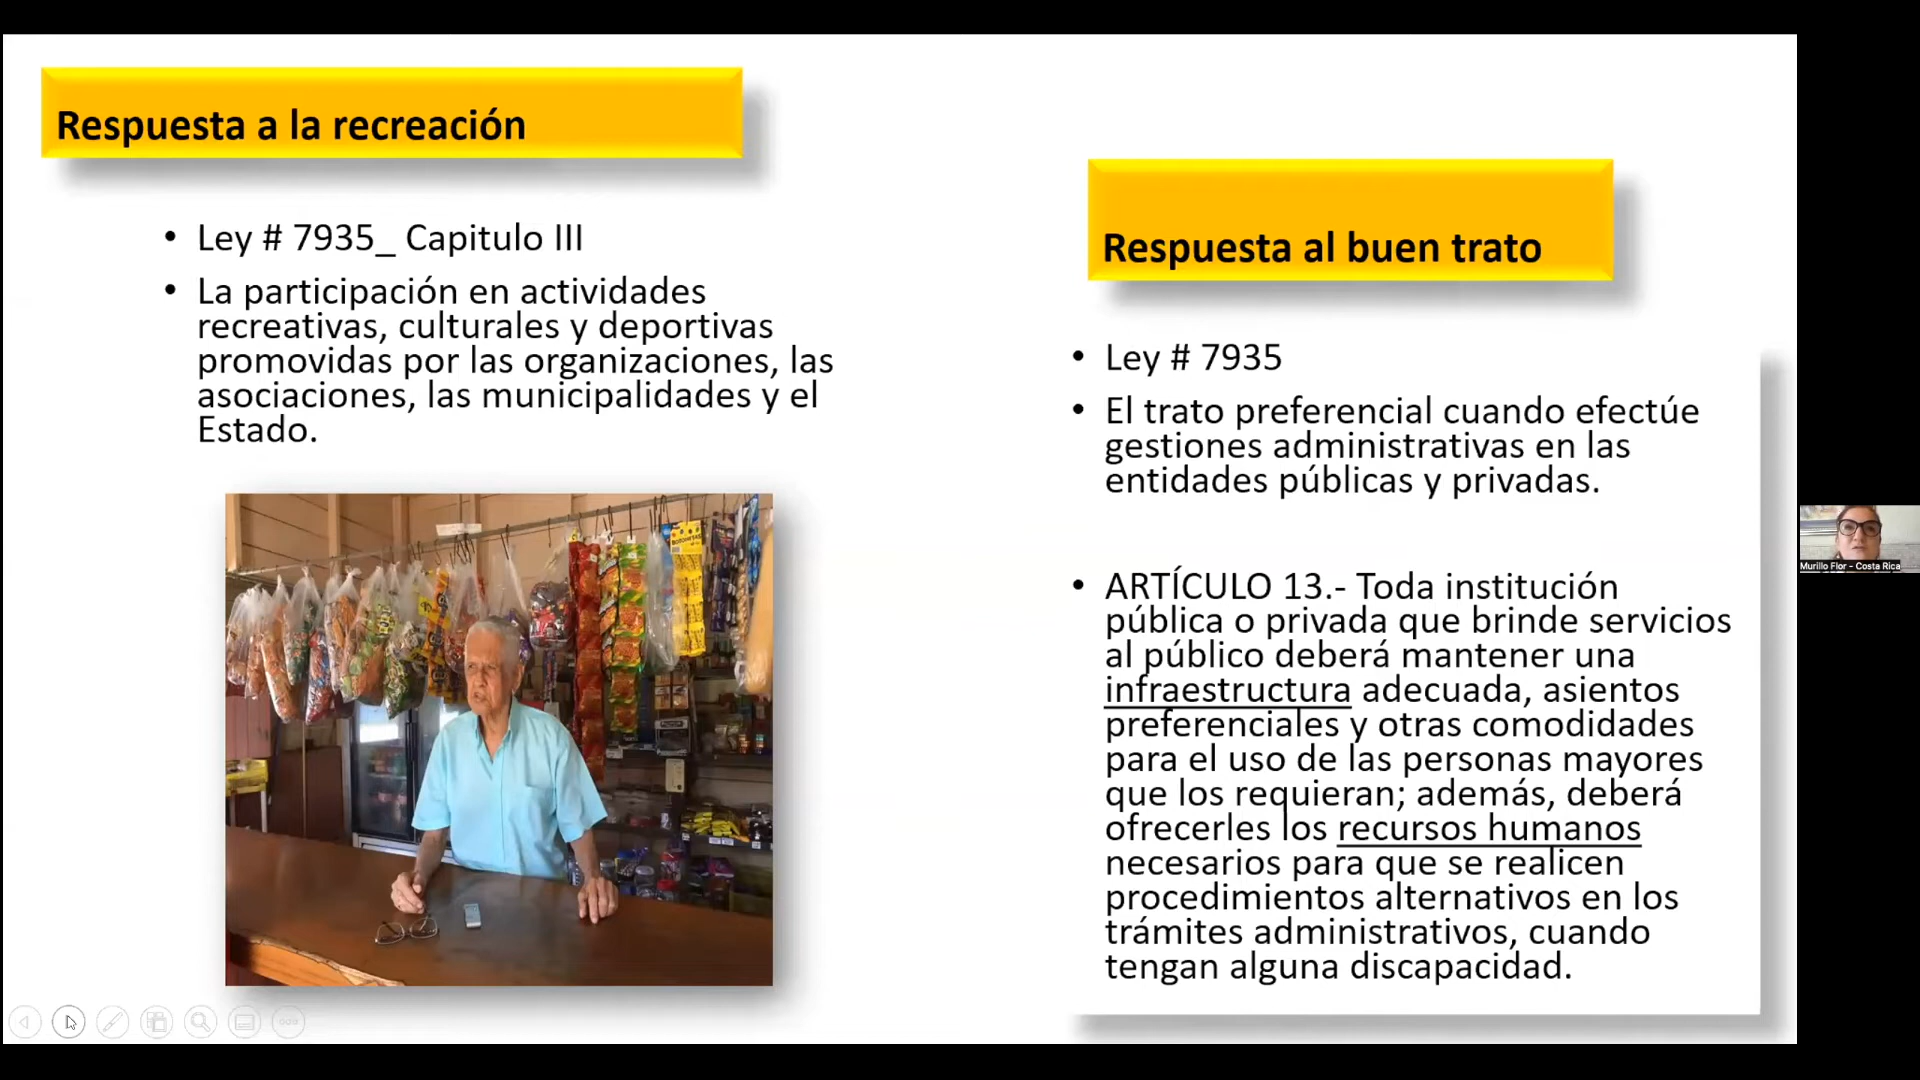 Respuesta a la recreación
• Ley # 7935_ Capitulo III
• La participación en actividades
recreativas, culturales y deportivas
promovidas por las organizaciones, las
asociaciones, las municipalidades y el
Estado.
Respuesta al buen trato
• Ley # 7935
• El trato preferencial cuando efectúe
gestiones administrativas en las
entidades públicas y privadas.
• ARTÍCULO 13.- Toda institución
pública o privada que brinde servicios
al público deberá mantener una
infraestructura adecuada, asientos
preferenciales y otras comodidades
para el uso de las personas mayores
que los requieran; además, deberá
ofrecerles los recursos humanos
necesarios para que se realicen
procedimientos alternativos en los
trámites administrativos, cuando
tengan alguna discapacidad.
Murillo Flor - Costa Rica